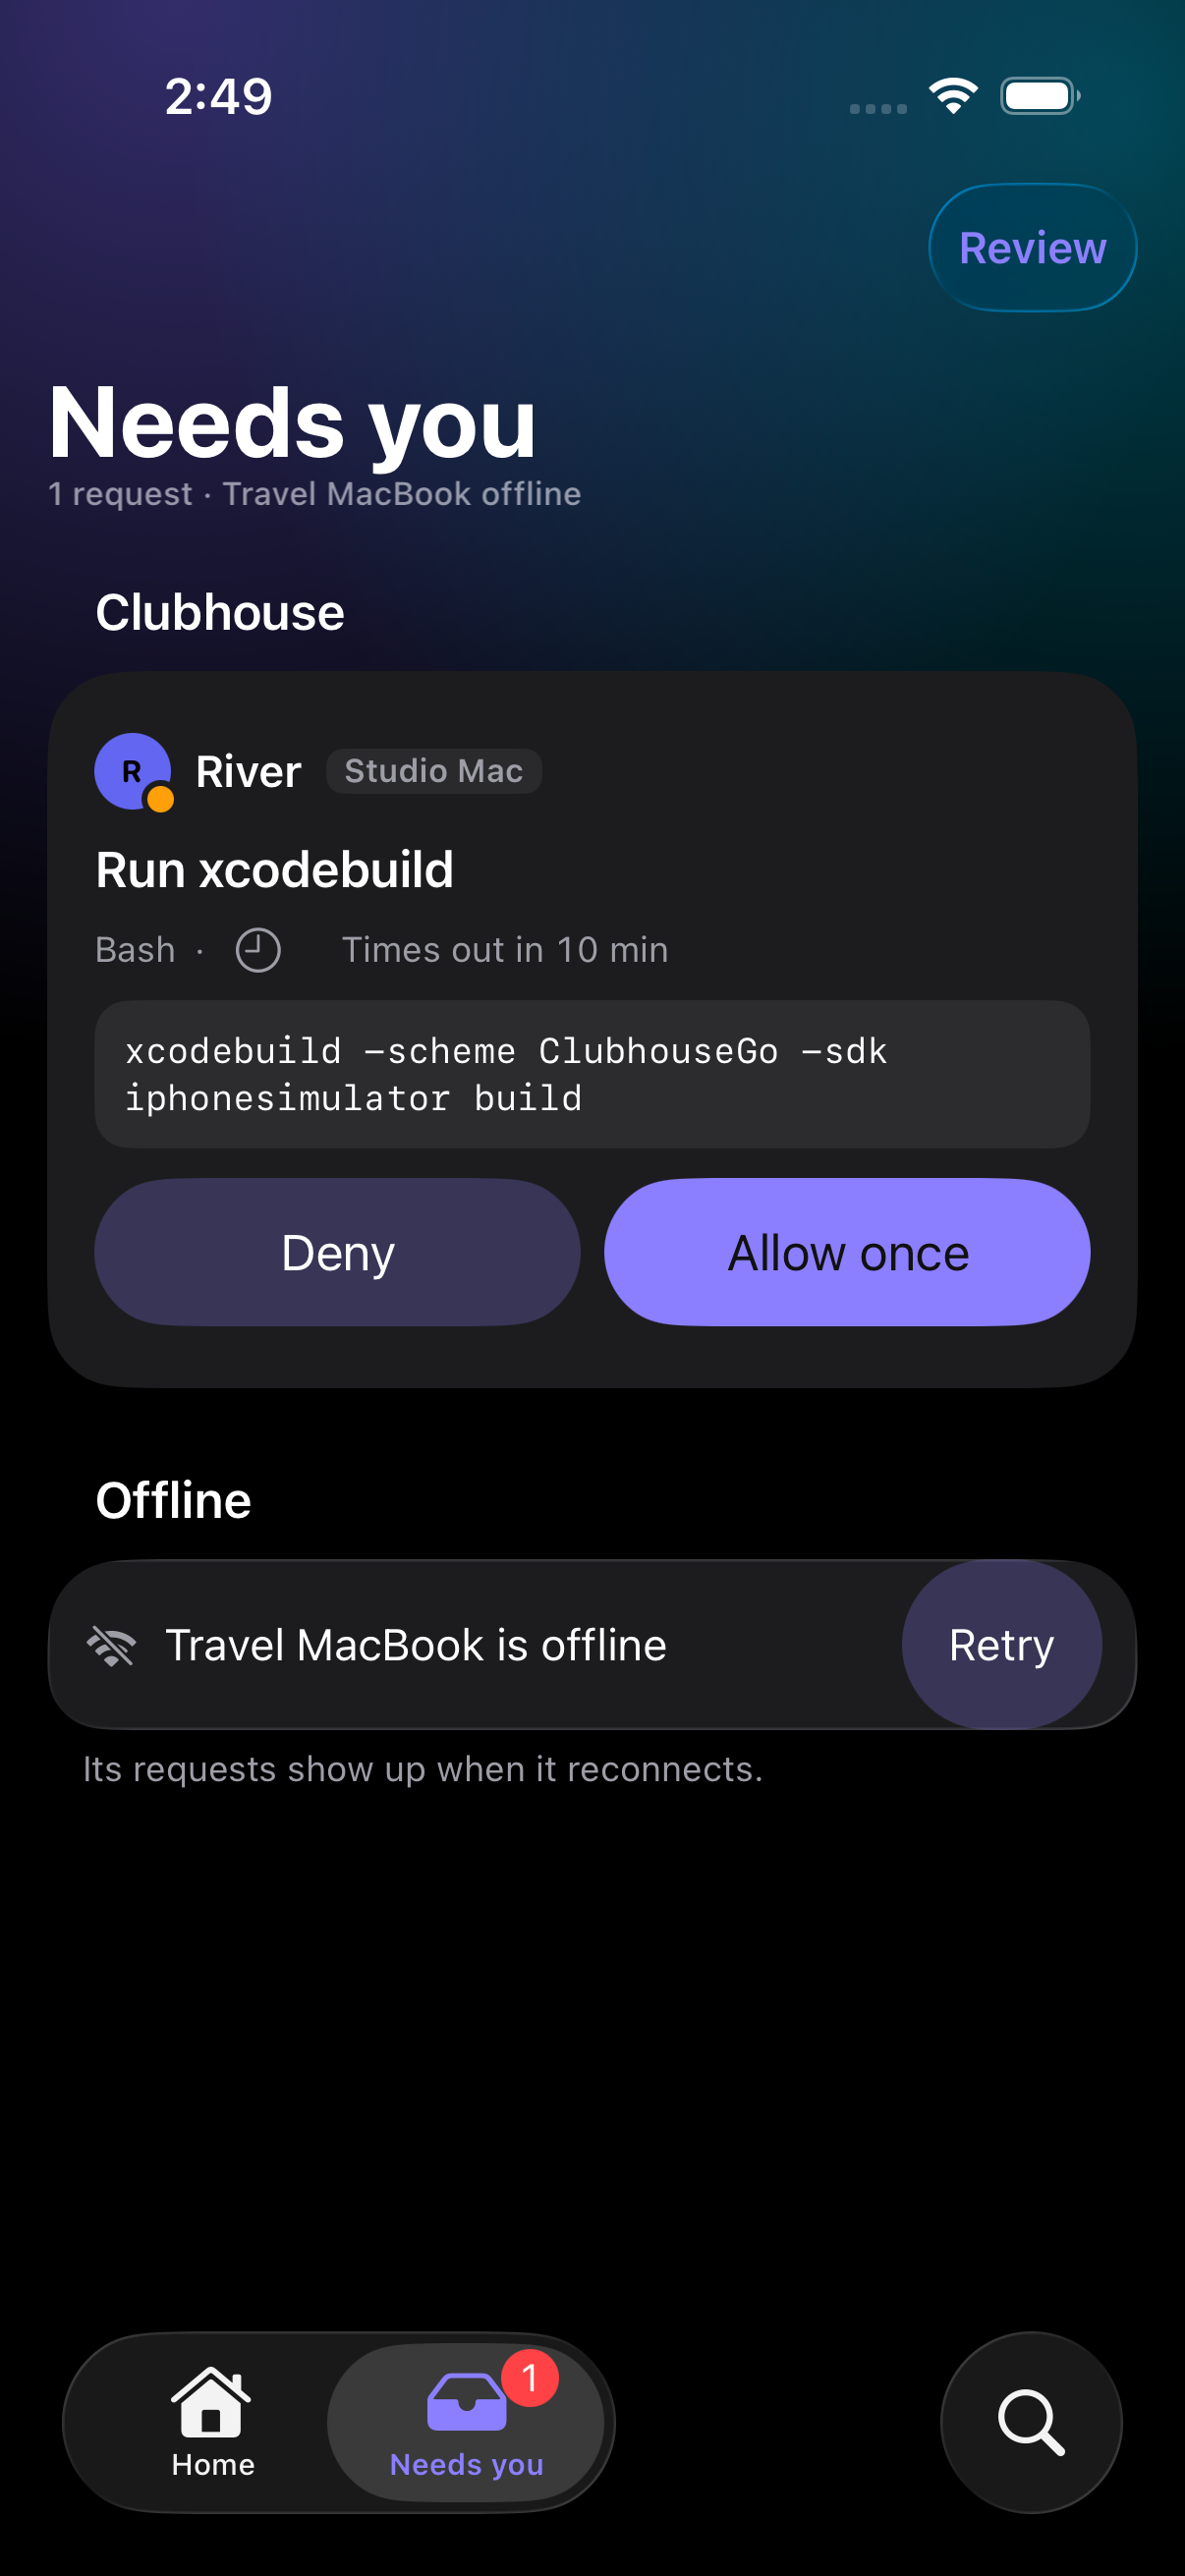 2:49
Review
Needs you
1 request · Travel MacBook offline
Clubhouse
R
River
Studio Mac
Run xcodebuild
Bash · Times out in 10 min
xcodebuild -scheme ClubhouseGo -sdk
iphonesimulator build
Deny
Allow once
Offline
Travel MacBook is offline
Retry
Its requests show up when it reconnects.
1
Home
Needs you